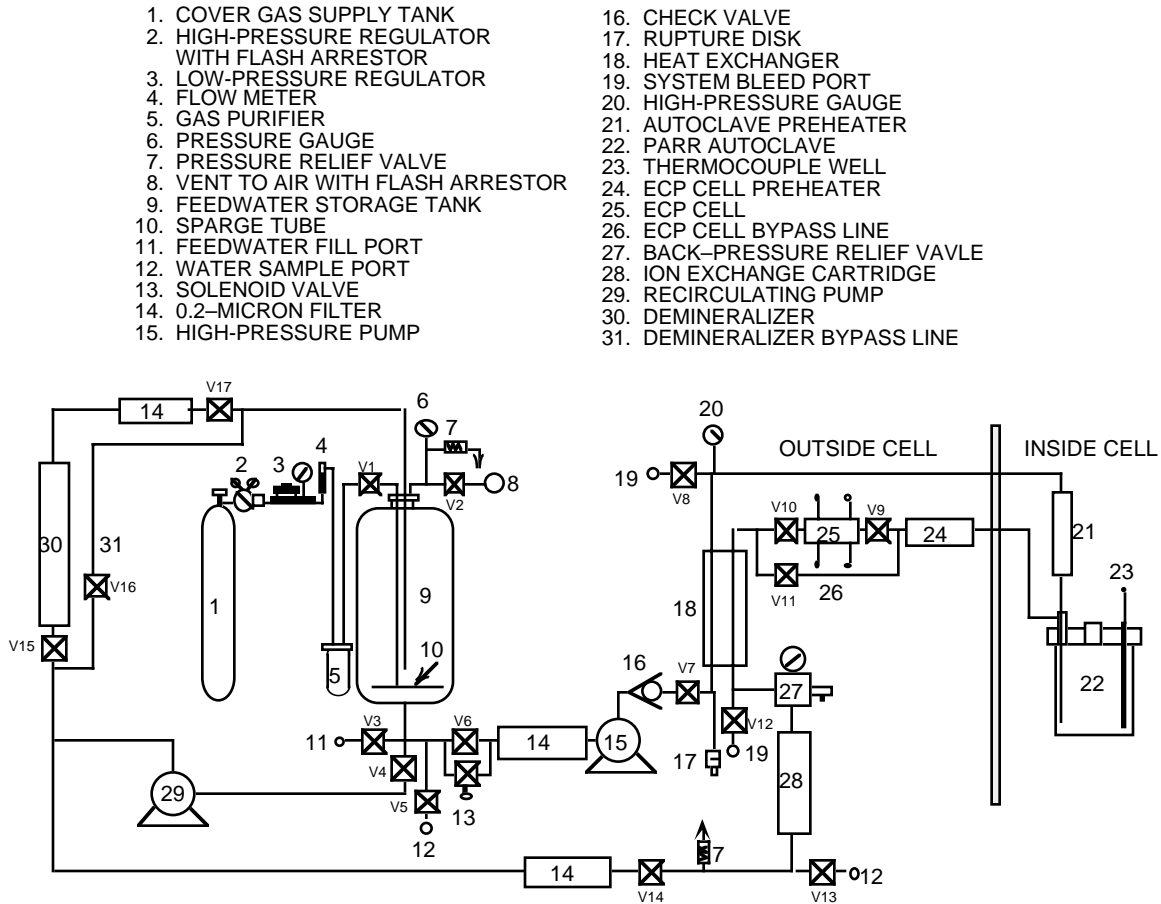 1. COVER GAS SUPPLY TANK
2. HIGH-PRESSURE REGULATOR
WITH FLASH ARRESTOR
3. LOW-PRESSURE REGULATOR
4. FLOW METER
5. GAS PURIFIER
6. PRESSURE GAUGE
7. PRESSURE RELIEF VALVE
8. VENT TO AIR WITH FLASH ARRESTOR
9. FEEDWATER STORAGE TANK
10. SPARGE TUBE
11. FEEDWATER FILL PORT
12. WATER SAMPLE PORT
13. SOLENOID VALVE
14. 0.2–MICRON FILTER
15. HIGH-PRESSURE PUMP
16. CHECK VALVE
17. RUPTURE DISK
18. HEAT EXCHANGER
19. SYSTEM BLEED PORT
20. HIGH-PRESSURE GAUGE
21. AUTOCLAVE PREHEATER
22. PARR AUTOCLAVE
23. THERMOCOUPLE WELL
24. ECP CELL PREHEATER
25. ECP CELL
26. ECP CELL BYPASS LINE
27. BACK–PRESSURE RELIEF VAVLE
28. ION EXCHANGE CARTRIDGE
29. RECIRCULATING PUMP
30. DEMINERALIZER
31. DEMINERALIZER BYPASS LINE
V17
14
6
7
20
OUTSIDE CELL
INSIDE CELL
2
3
4
V1
V2
8
19
V8
V10
V9
25
24
21
30
31
V16
1
9
18
V11
26
23
V15
5
10
16
V7
27
22
11
V3
V6
14
15
V12
19
17
V4
29
V5
13
28
12
14
V14
7
V13
12